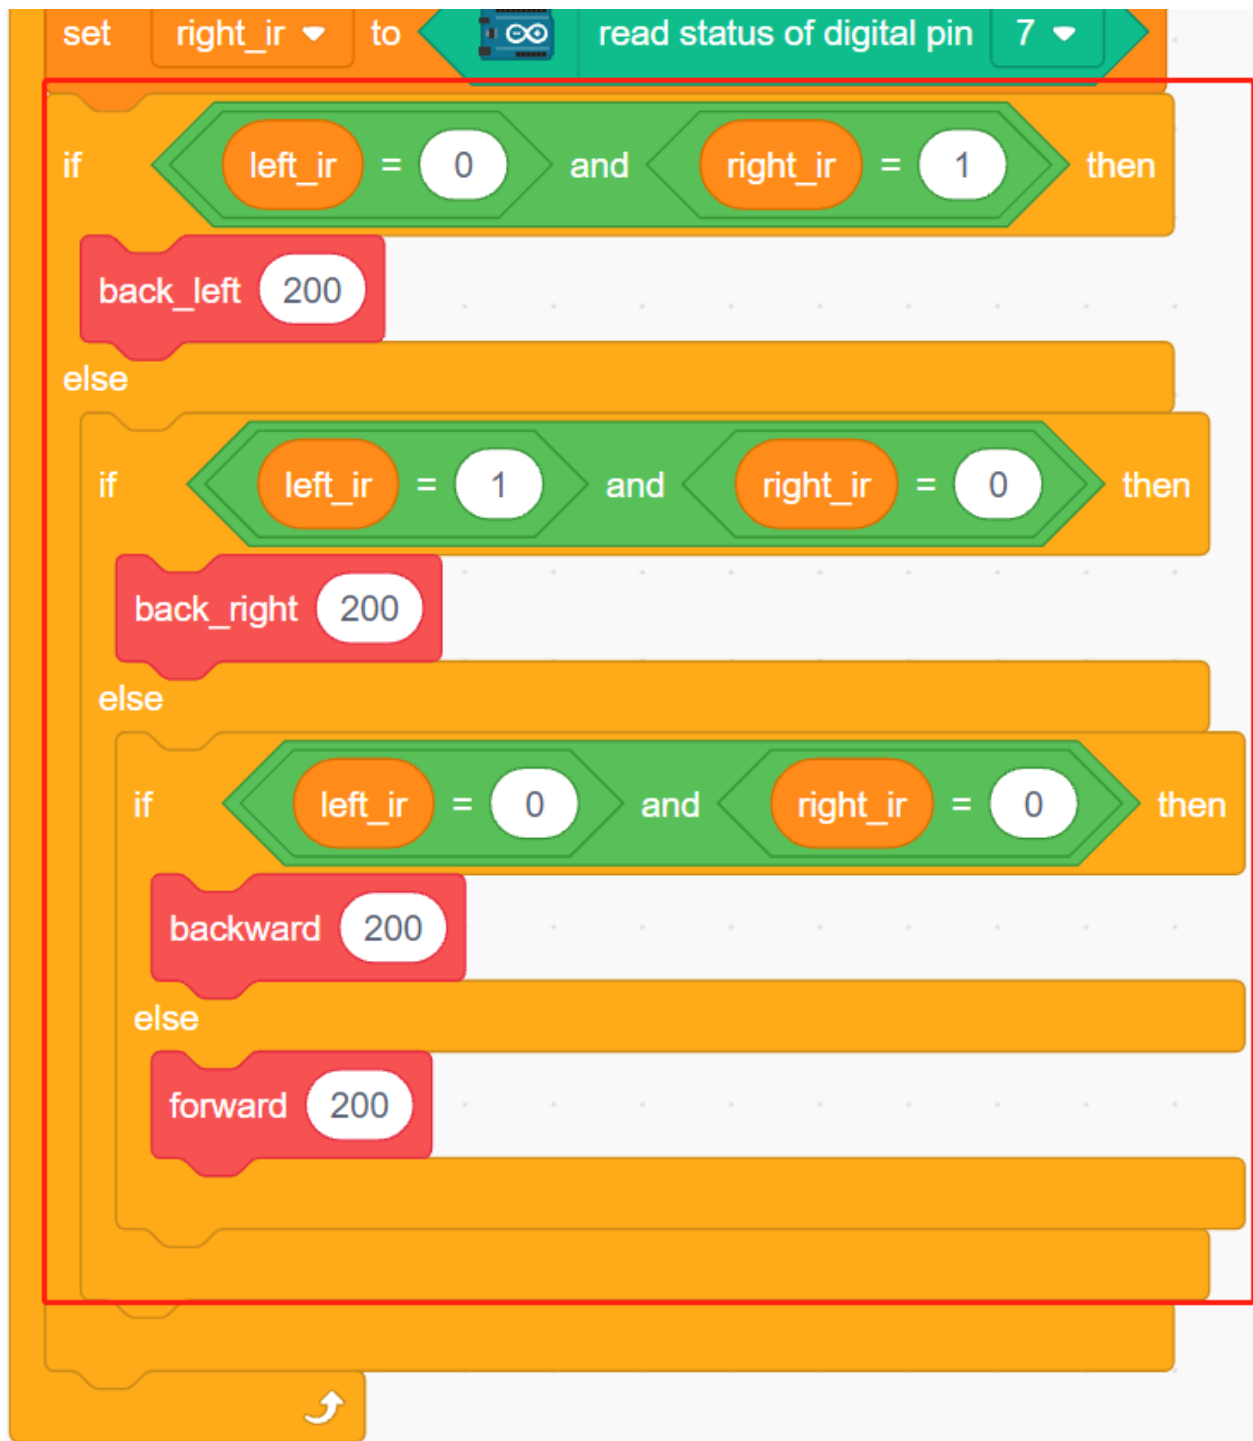 set right_ir to read status of digital pin 7
if left_ir = 0 and right_ir = 1 then
back_left 200
else
if left_ir = 1 and right_ir = 0 then
back_right 200
else
if left_ir = 0 and right_ir = 0 then
backward 200
else
forward 200